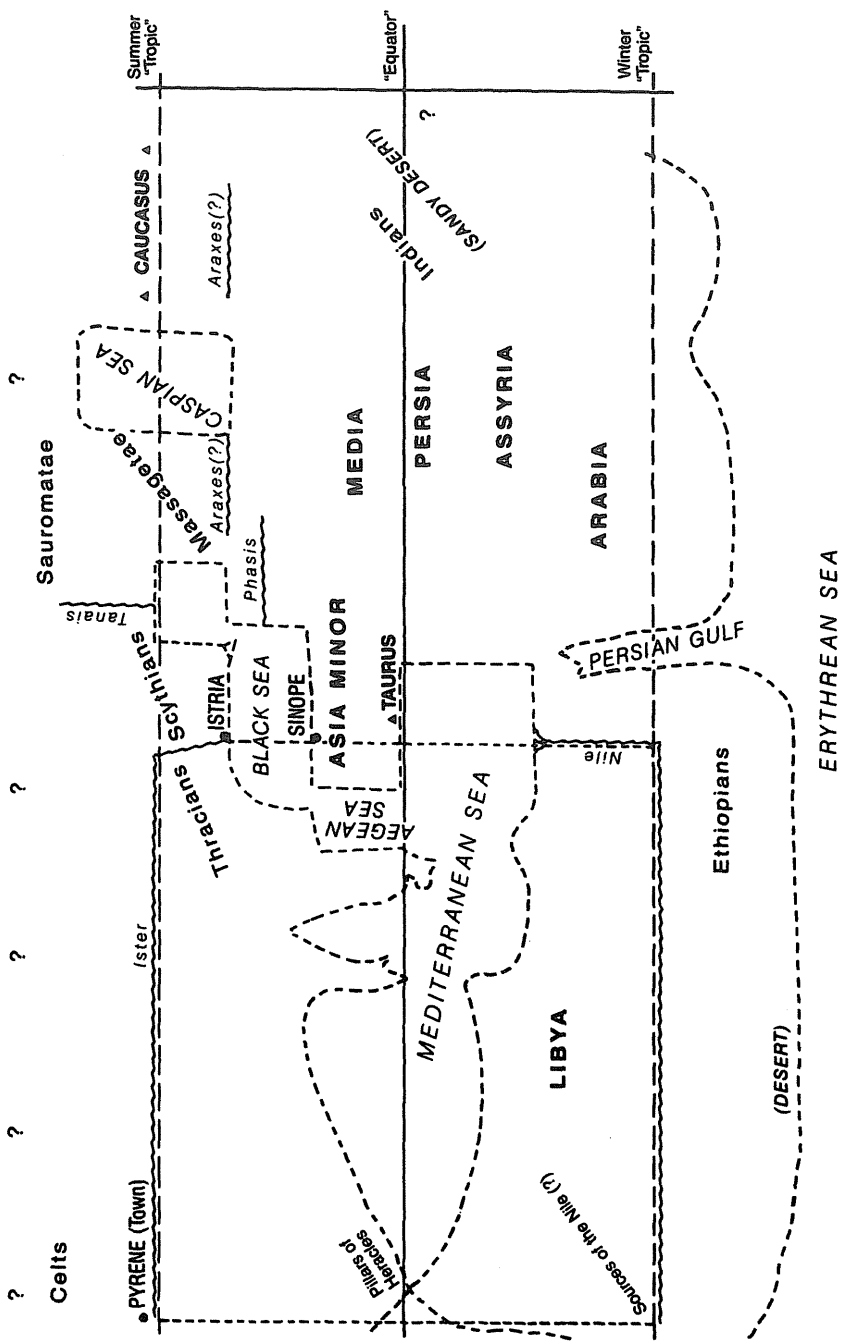 ?
?
?
?
?
Celts
Sauromatae
PYRENE (Town)
Ister
Thracians
Scythians
Tanais
Massagetae
CASPIAN SEA
CAUCASUS
Summer
"Tropic"
ISTRIA
BLACK SEA
SINOPE
Phasis
Araxes(?)
Araxes(?)
AEGEAN
SEA
ASIA MINOR
TAURUS
MEDIA
Pillars of
Heracles
MEDITERRANEAN SEA
PERSIA
Indians
(SANDY DESERT)
?
"Equator"
ASSYRIA
LIBYA
Nile
ARABIA
Sources of the Nile (?)
PERSIAN GULF
Winter
"Tropic"
Ethiopians
(DESERT)
ERYTHREAN SEA